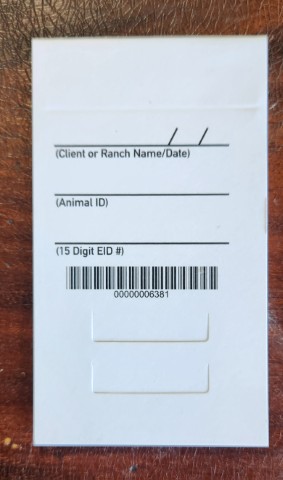 / /
(Client or Ranch Name/Date)
(Animal ID)
(15 Digit EID #)
00000006381